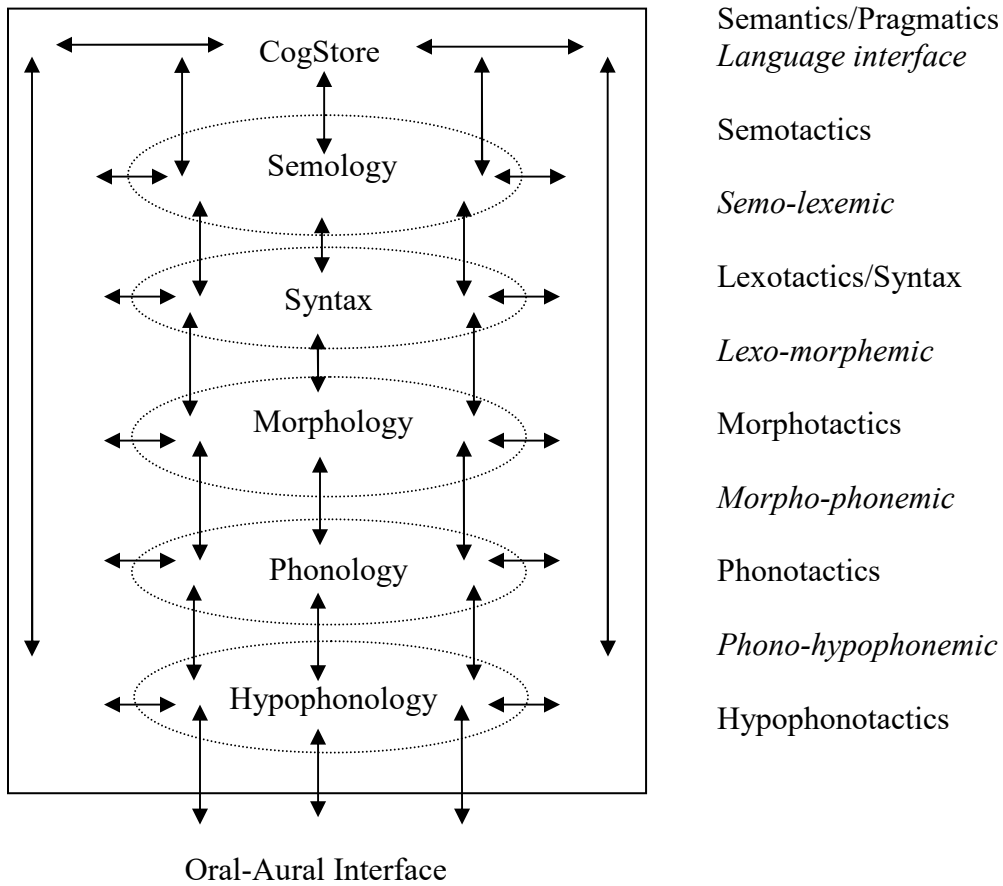 CogStore
Semology
Syntax
Morphology
Phonology
Hypophonology
Oral-Aural Interface
Semantics/Pragmatics
Language interface
Semotactics
Semo-lexemic
Lexotactics/Syntax
Lexo-morphemic
Morphotactics
Morpho-phonemic
Phonotactics
Phono-hypophonemic
Hypophonotactics